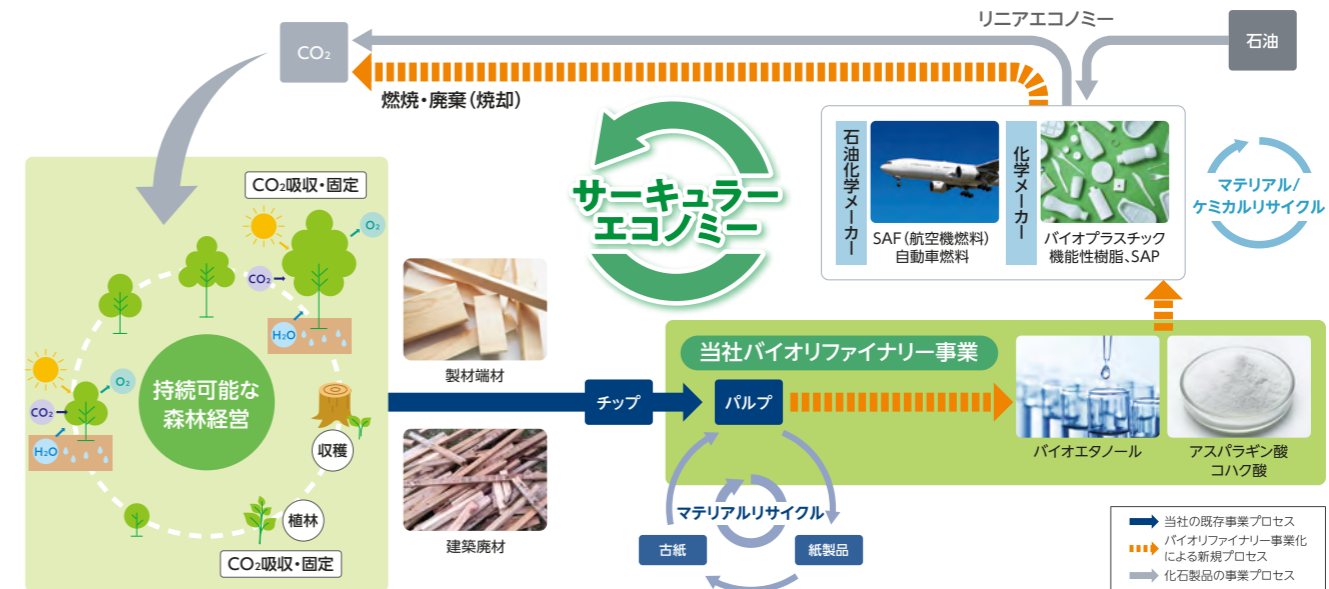 リニアエコノミー
石油
CO₂
燃焼・廃棄（焼却）
サーキュラー
エコノミー
石油化学メーカー
SAF（航空機燃料）
自動車燃料
化学メーカー
バイオプラスチック
機能性樹脂、SAP
マテリアル/
ケミカルリサイクル
CO₂吸収・固定
O₂
CO₂
H₂O
O₂
CO₂
H₂O
持続可能な
森林経営
収穫
植林
CO₂吸収・固定
製材端材
建築廃材
チップ
当社バイオリファイナリー事業
パルプ
バイオエタノール
アスパラギン酸
コハク酸
マテリアルリサイクル
古紙
紙製品
当社の既存事業プロセス
バイオリファイナリー事業化
による新規プロセス
化石製品の事業プロセス